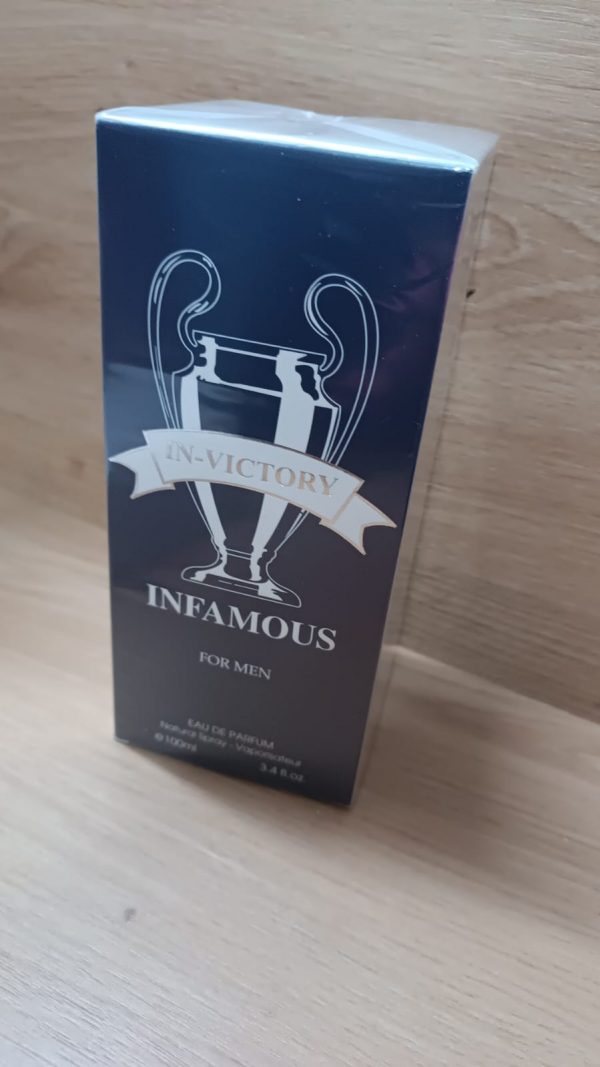 IN-VICTORY
INFAMOUS
FOR MEN
EAU DE PARFUM
Natural Spray - Vaporisateur
℮100ml 3.4 fl.oz.